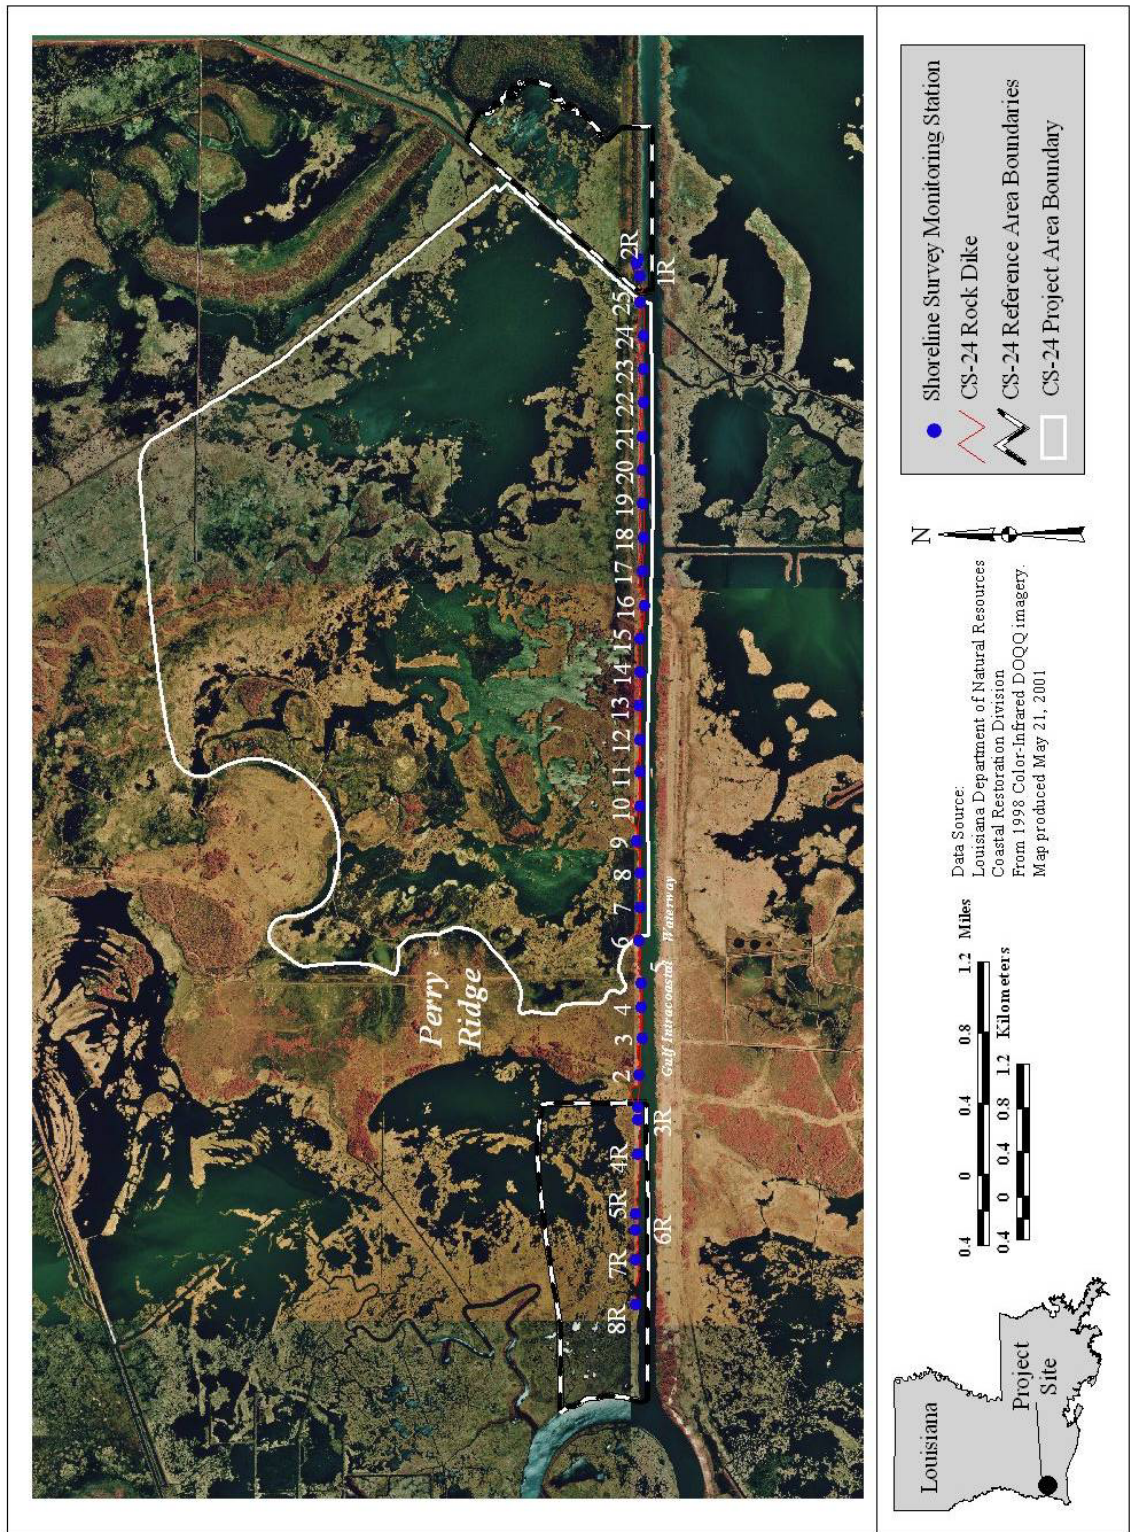 Perry
Ridge
8R
7R
6R
5R
4R
3R
1
2
3
4
5
6
7
8
9
10
11
12
13
14
15
16
17
18
19
20
21
22
23
24
25
1R
2R
Gulf Intracoastal Waterway
Louisiana
Project
Site
0.4 0 0.4 0.8 1.2 Miles
0.4 0 0.4 0.8 1.2 Kilometers
Data Source:
Louisiana Department of Natural Resources
Coastal Restoration Division
From 1998 Color-Infrared DOQQ imagery.
Map produced May 21, 2001
N
Shoreline Survey Monitoring Station
CS-24 Rock Dike
CS-24 Reference Area Boundaries
CS-24 Project Area Boundary